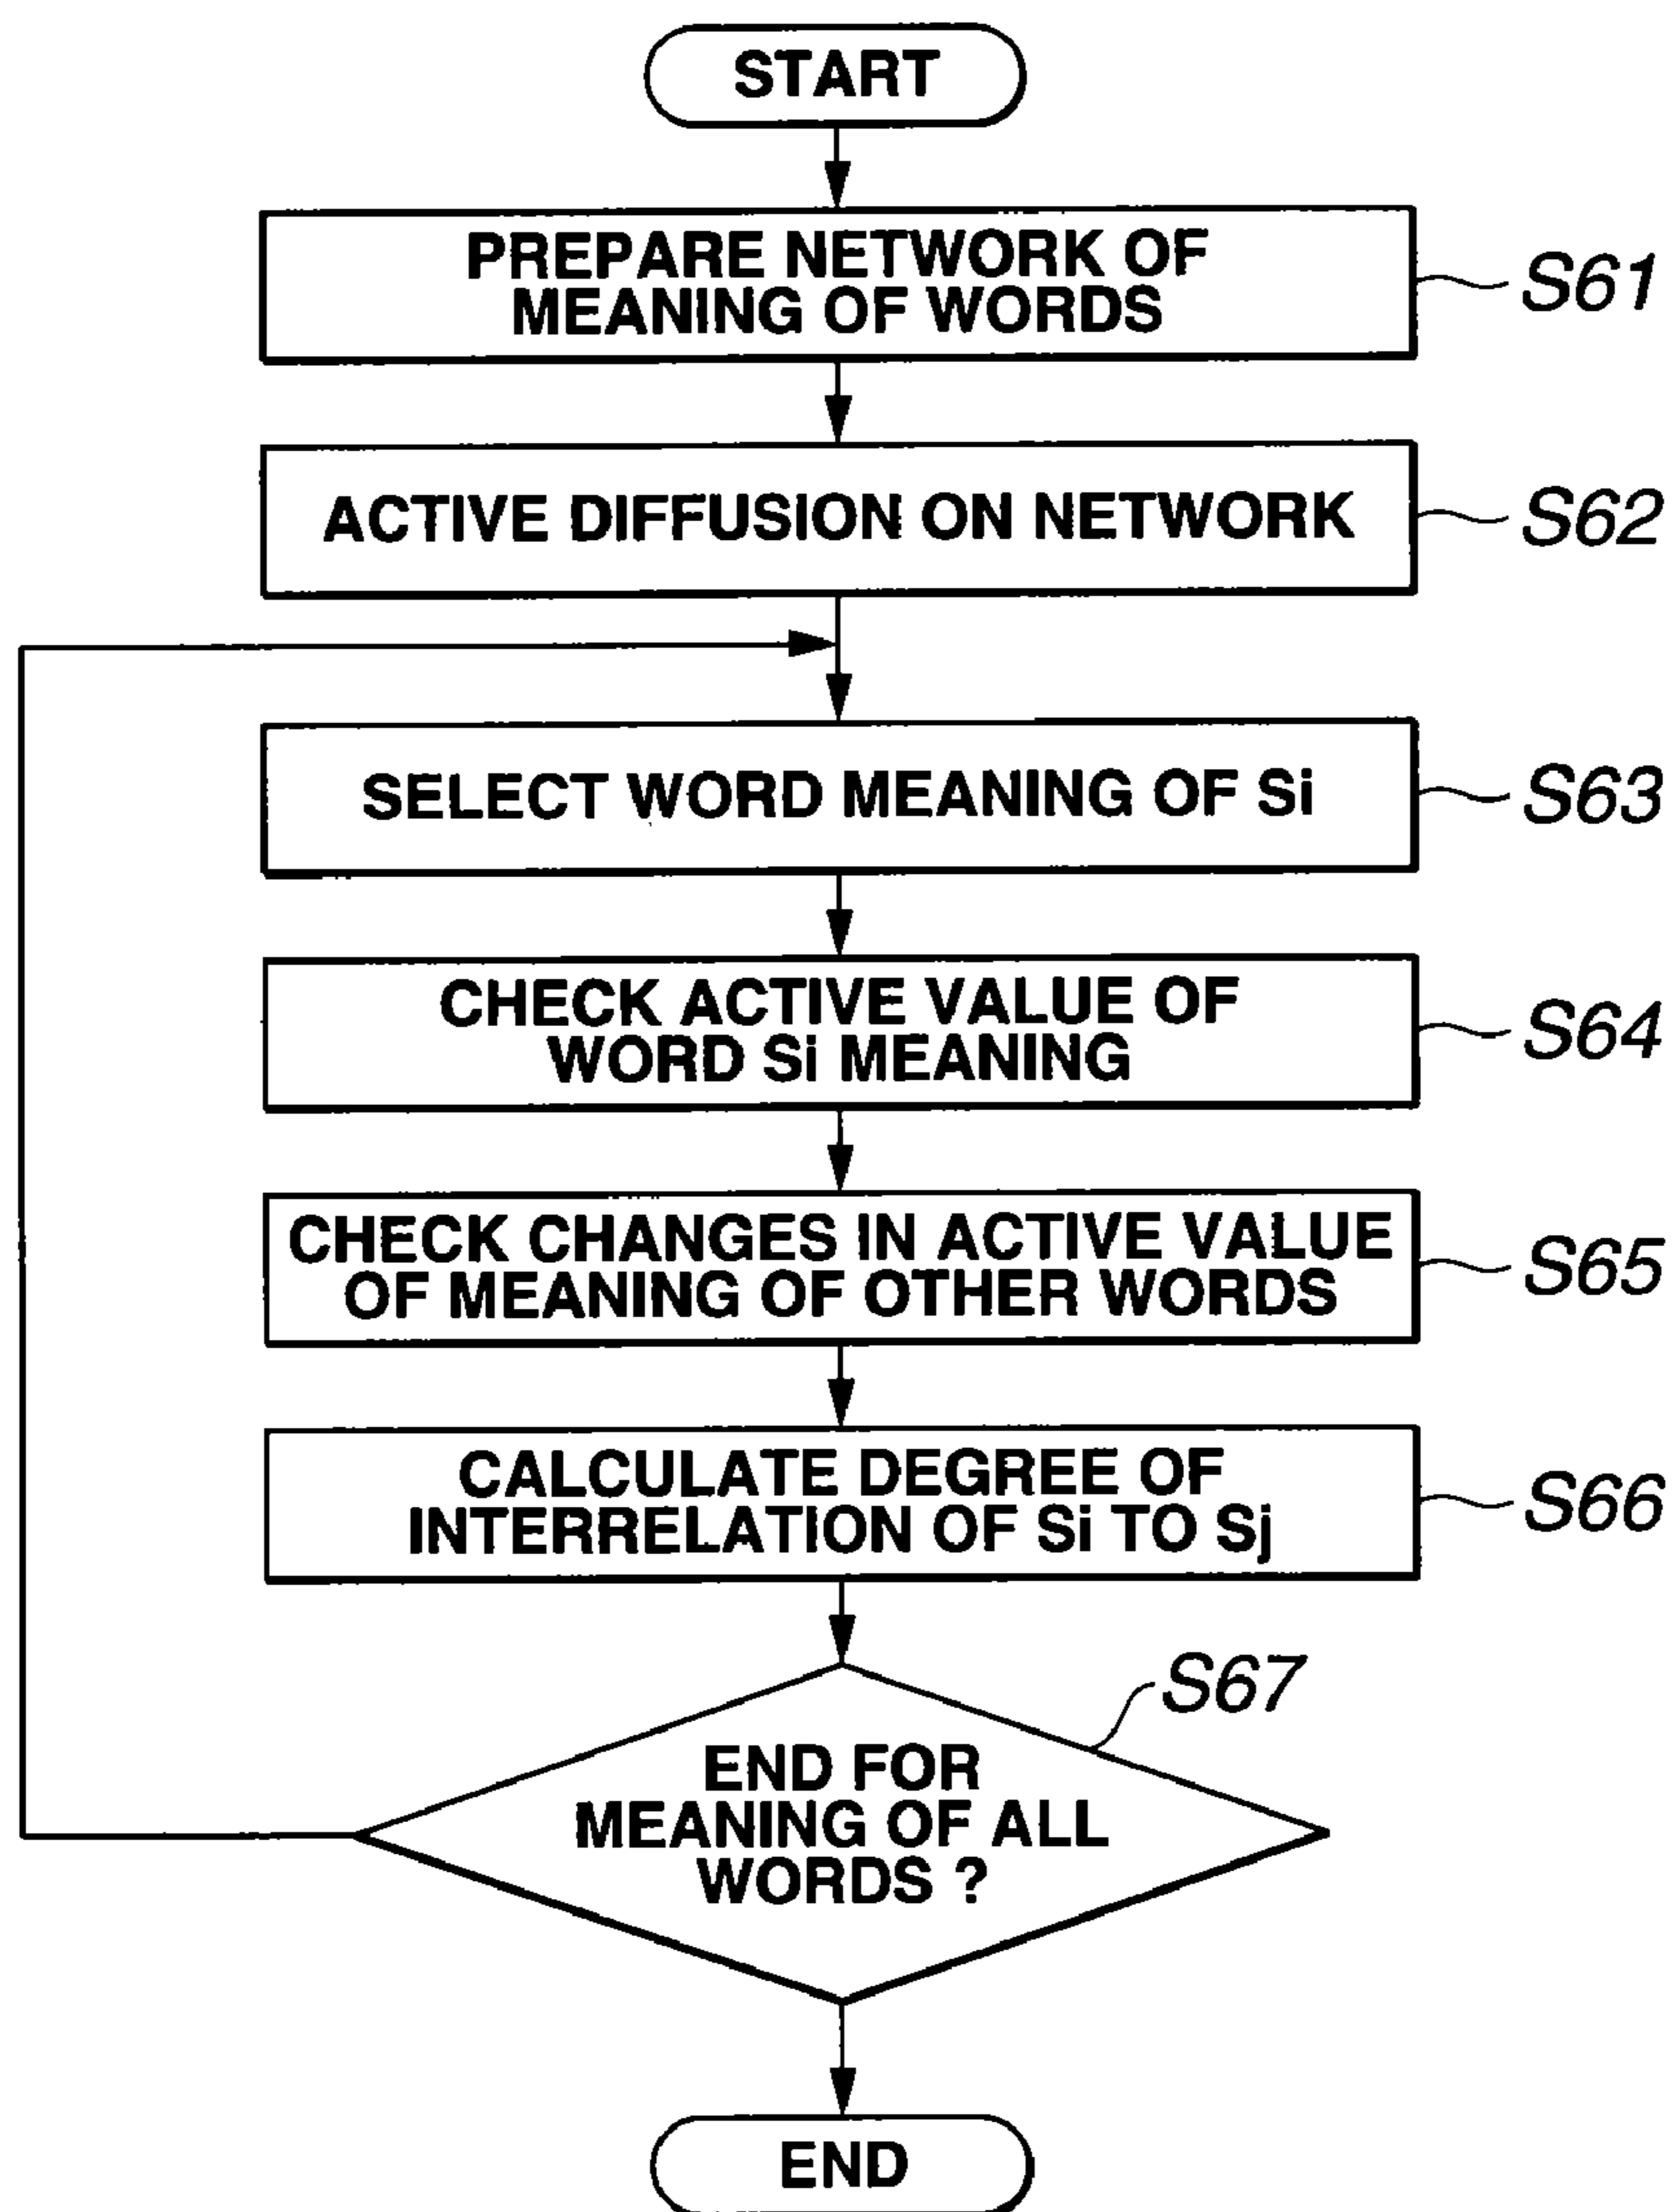 START
PREPARE NETWORK OF
MEANING OF WORDS
S61
ACTIVE DIFFUSION ON NETWORK
S62
SELECT WORD MEANING OF Si
S63
CHECK ACTIVE VALUE OF
WORD Si MEANING
S64
CHECK CHANGES IN ACTIVE VALUE
OF MEANING OF OTHER WORDS
S65
CALCULATE DEGREE OF
INTERRELATION OF Si TO Sj
S66
S67
END FOR
MEANING OF ALL
WORDS ?
END